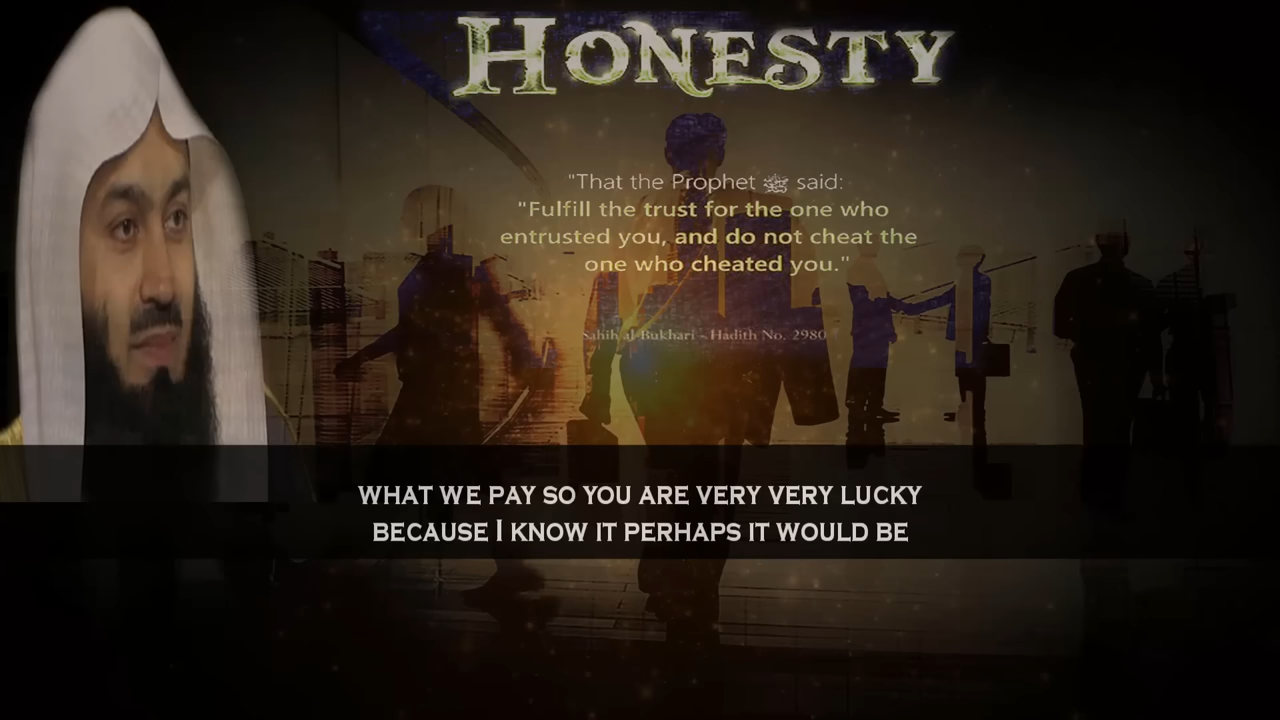 HONESTY
"That the Prophet ﷺ said:
"Fulfill the trust for the one who
entrusted you, and do not cheat the
one who cheated you."
Sahih al-Bukhari - Hadith No. 2980
WHAT WE PAY SO YOU ARE VERY VERY LUCKY
BECAUSE I KNOW IT PERHAPS IT WOULD BE